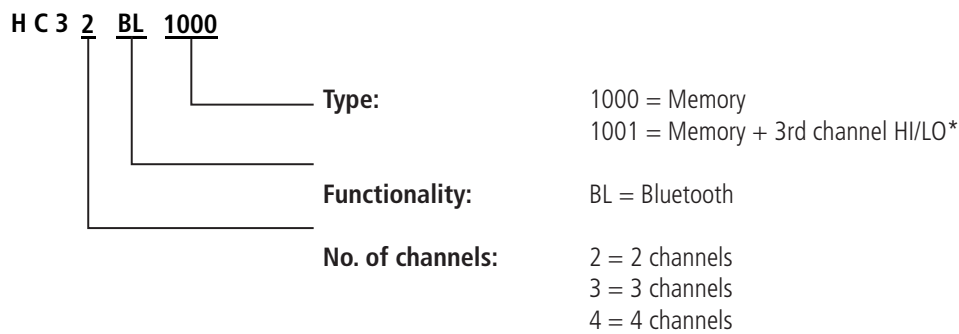 HC3 2 BL 1000
Type: 1000 = Memory
1001 = Memory + 3rd channel HI/LO*
Functionality: BL = Bluetooth
No. of channels: 2 = 2 channels
3 = 3 channels
4 = 4 channels